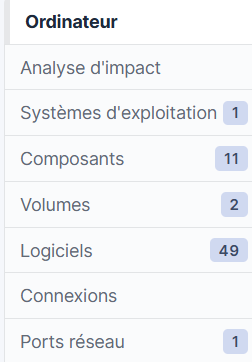 Ordinateur
Analyse d'impact
Systèmes d'exploitation 1
Composants 11
Volumes 2
Logiciels 49
Connexions
Ports réseau 1